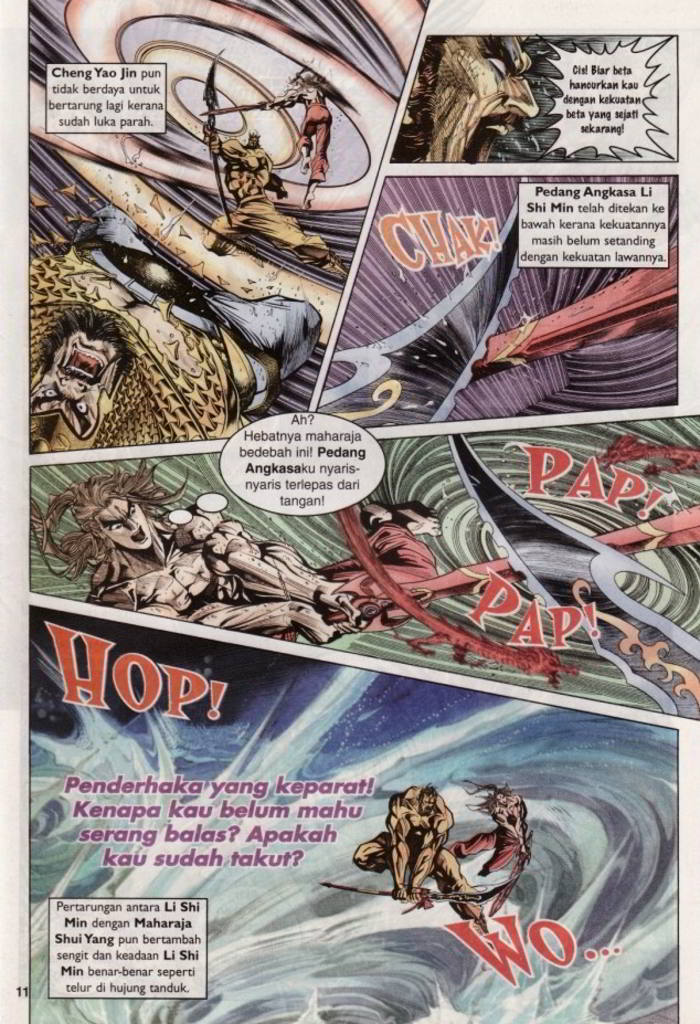 Cheng Yao Jin pun
tidak berdaya untuk
bertarung lagi kerana
sudah luka parah.
Cis! Biar beta
hancurkan kau
dengan kekuatan
beta yang sejati
sekarang!
Pedang Angkasa Li
Shi Min telah ditekan ke
bawah kerana kekuatannya
masih belum setanding
dengan kekuatan lawannya.
CHAK!
Ah?
Hebatnya maharaja
bedebah ini! Pedang
Angkasaku nyaris-
nyaris terlepas dari
tangan!
PAP!
PAP!
HOP!
Penderhaka yang keparat!
Kenapa kau belum mahu
serang balas? Apakah
kau sudah takut?
Pertarungan antara Li Shi
Min dengan Maharaja
Shui Yang pun bertambah
sengit dan keadaan Li Shi
Min benar-benar seperti
telur di hujung tanduk.
WO...
11